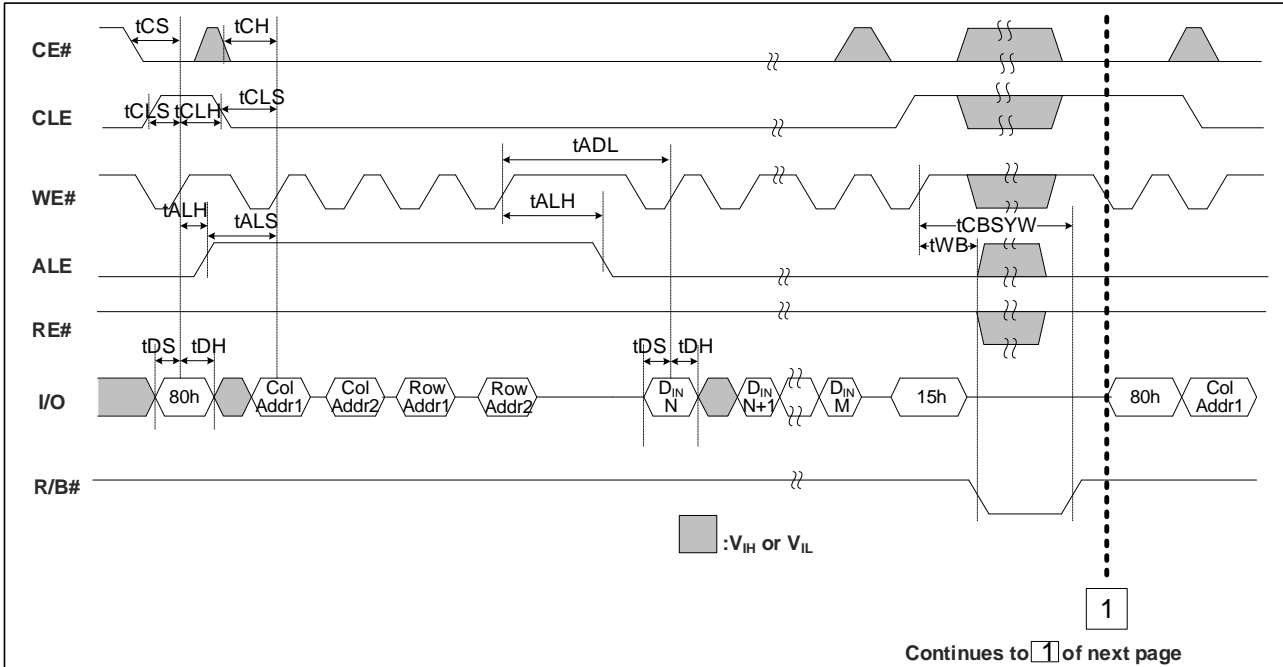 tCS
tCH
CE#
tCLS
tCLH
tCLS
CLE
tADL
WE#
tALH
tALS
tALH
tCBSYW
tWB
ALE
RE#
tDS
tDH
tDS
tDH
I/O
80h
Col Addr1
Col Addr2
Row Addr1
Row Addr2
DIN N
DIN N+1
DIN M
15h
80h
Col Addr1
R/B#
:VIH or VIL
1
Continues to 1 of next page